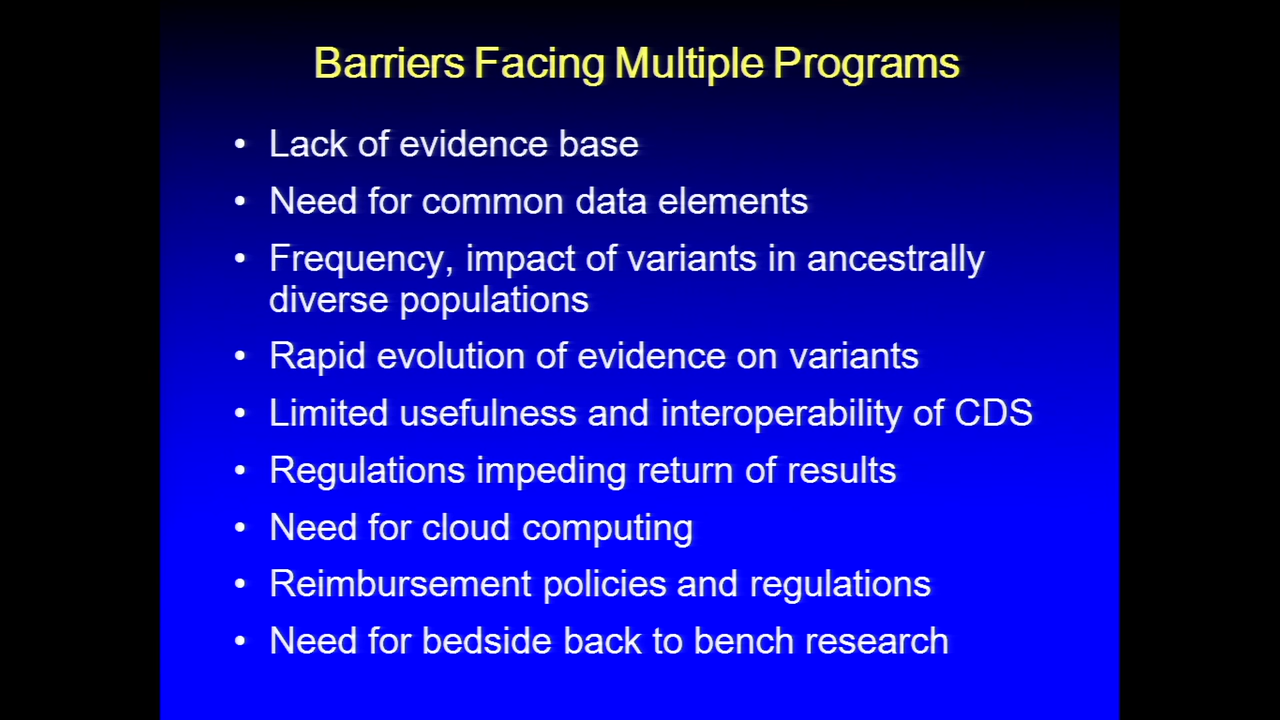 Barriers Facing Multiple Programs
• Lack of evidence base
• Need for common data elements
• Frequency, impact of variants in ancestrally
diverse populations
• Rapid evolution of evidence on variants
• Limited usefulness and interoperability of CDS
• Regulations impeding return of results
• Need for cloud computing
• Reimbursement policies and regulations
• Need for bedside back to bench research